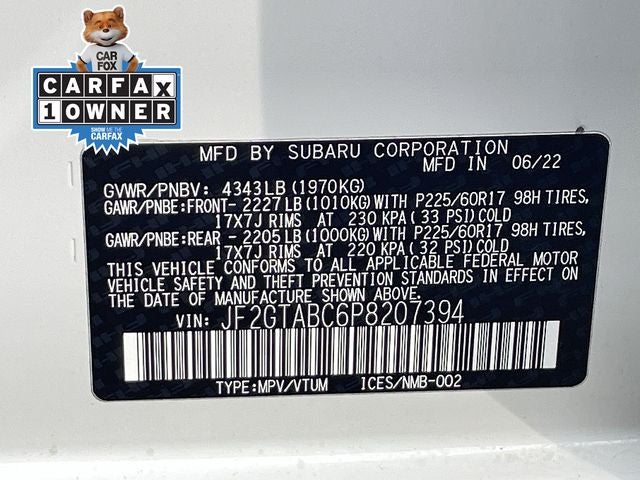 CAR
FOX
CARFAX
1 OWNER
SHOW ME THE
CARFAX
MFD BY SUBARU CORPORATION
MFD IN 06/22
GVWR/PNBV: 4343LB(1970KG)
GAWR/PNBE:FRONT- 2227LB(1010KG)WITH P225/60R17 98H TIRES,
17X7J RIMS AT 230 KPA(33 PSI)COLD
GAWR/PNBE:REAR - 2205LB(1000KG)WITH P225/60R17 98H TIRES,
17X7J RIMS AT 220 KPA(32 PSI)COLD
THIS VEHICLE CONFORMS TO ALL APPLICABLE FEDERAL MOTOR
VEHICLE SAFETY AND THEFT PREVENTION STANDARDS IN EFFECT ON
THE DATE OF MANUFACTURE SHOWN ABOVE.
VIN: JF2GTABC6P8207394
TYPE:MPV/VTUM ICES/NMB-002